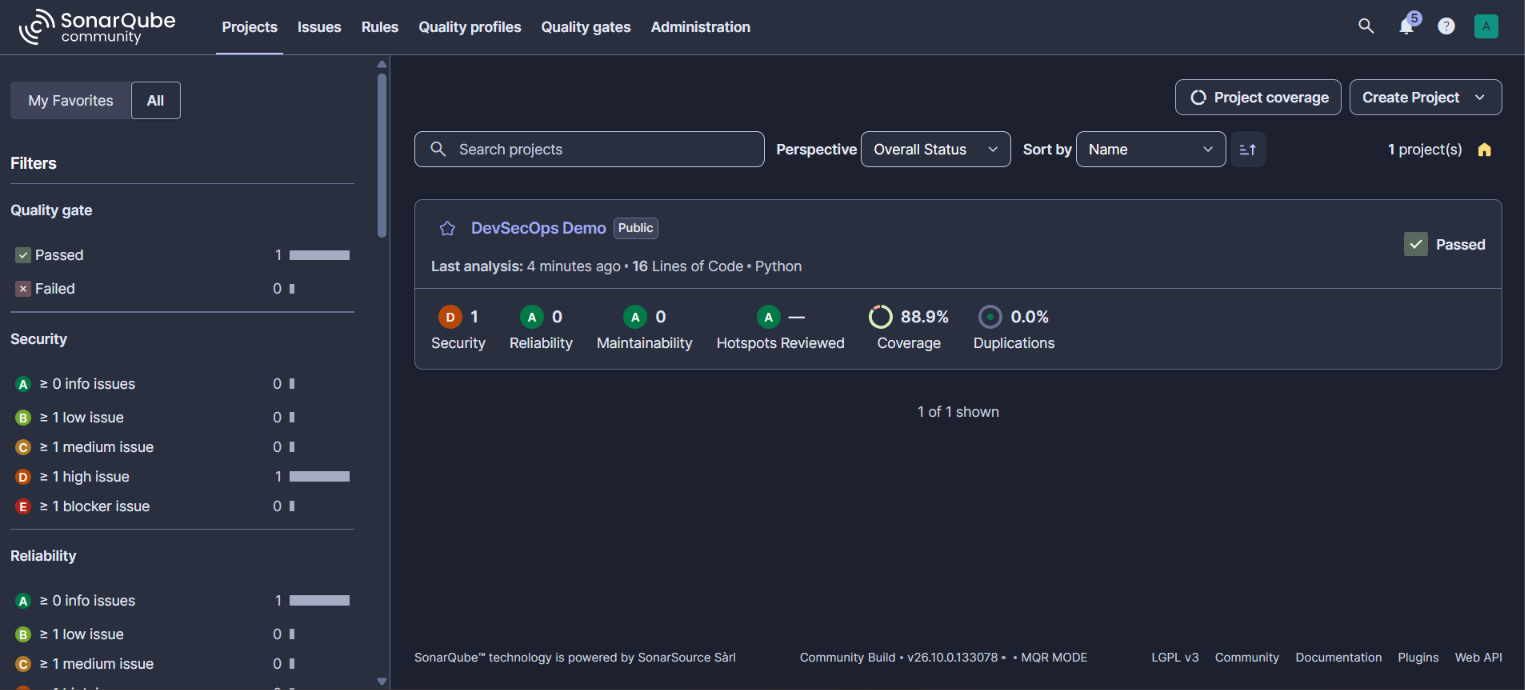 SonarQube community
Projects Issues Rules Quality profiles Quality gates Administration
5
?
A
My Favorites All
Filters
Quality gate
Passed 1
Failed 0
Security
A ≥ 0 info issues 0
B ≥ 1 low issue 0
C ≥ 1 medium issue 0
D ≥ 1 high issue 1
E ≥ 1 blocker issue 0
Reliability
A ≥ 0 info issues 1
B ≥ 1 low issue 0
C ≥ 1 medium issue 0
Project coverage Create Project
Search projects Perspective Overall Status Sort by Name 1 project(s)
DevSecOps Demo Public
Passed
Last analysis: 4 minutes ago • 16 Lines of Code • Python
D 1 A 0 A 0 A — 88.9% 0.0%
Security Reliability Maintainability Hotspots Reviewed Coverage Duplications
1 of 1 shown
SonarQube™ technology is powered by SonarSource Sàrl Community Build • v26.10.0.133078 • • MQR MODE LGPL v3 Community Documentation Plugins Web API